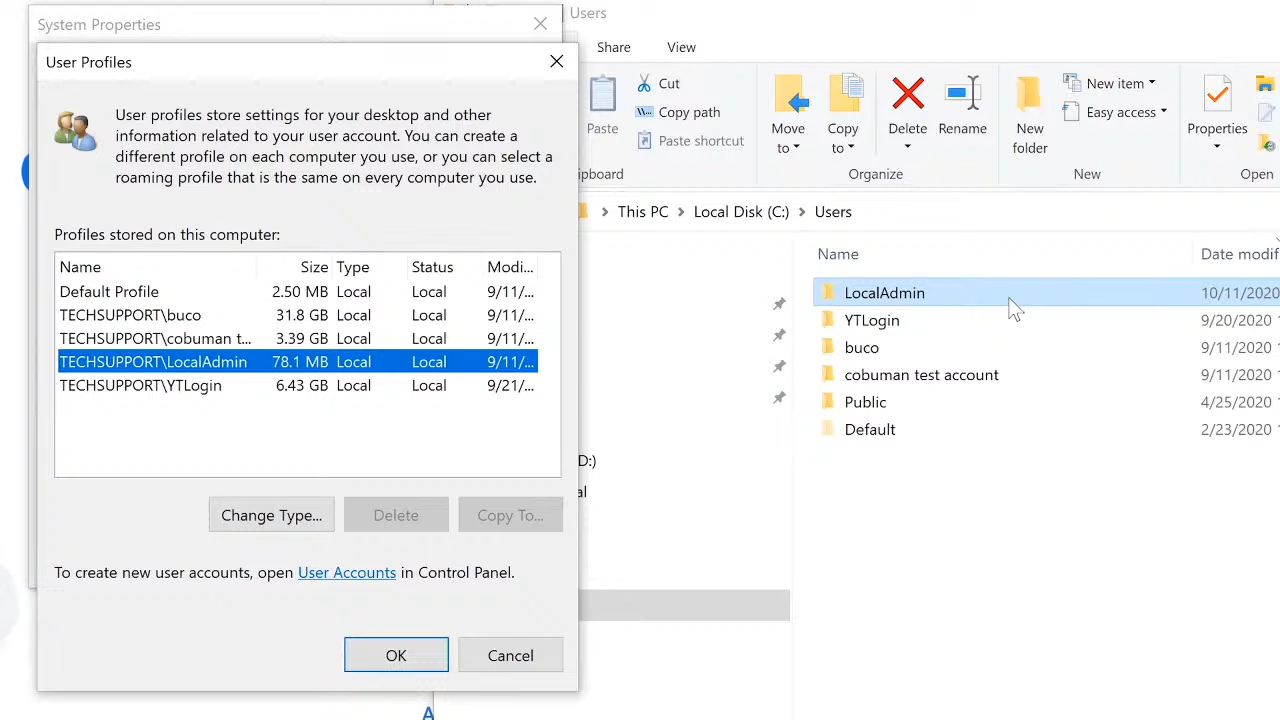 System Properties
User Profiles
User profiles store settings for your desktop and other
information related to your user account. You can create a
different profile on each computer you use, or you can select a
roaming profile that is the same on every computer you use.
Profiles stored on this computer:
Name Size Type Status Modi...
Default Profile 2.50 MB Local Local 9/11/...
TECHSUPPORT\buco 31.8 GB Local Local 9/11/...
TECHSUPPORT\cobuman t... 3.39 GB Local Local 9/11/...
TECHSUPPORT\LocalAdmin 78.1 MB Local Local 9/11/...
TECHSUPPORT\YTLogin 6.43 GB Local Local 9/21/...
Change Type... Delete Copy To...
To create new user accounts, open User Accounts in Control Panel.
OK Cancel
A
Users
Share View
Paste
Cut
Copy path
Paste shortcut
ipboard
Move to
Copy to
Delete
Rename
Organize
New folder
New item
Easy access
New
Properties
Open
This PC > Local Disk (C:) > Users
D:)
al
Name Date modif
LocalAdmin 10/11/2020
YTLogin 9/20/2020
buco 9/11/2020
cobuman test account 9/11/2020
Public 4/25/2020
Default 2/23/2020